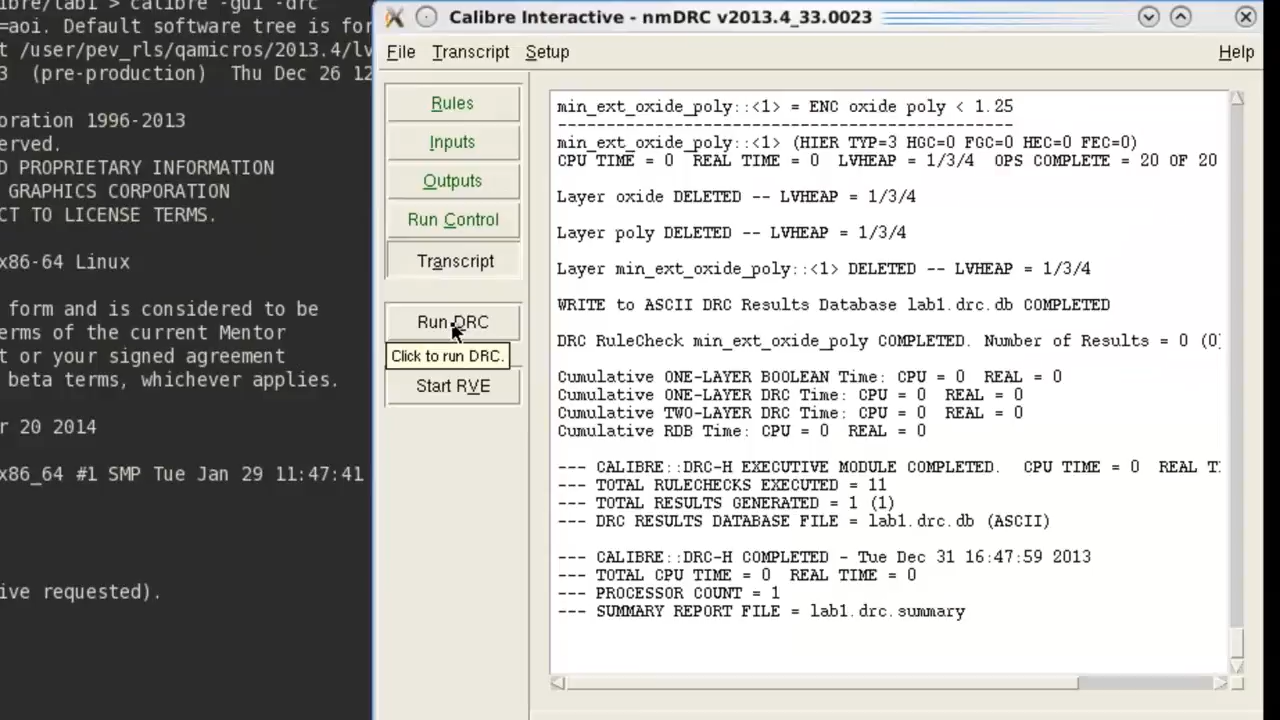 ibre/lab1 > calibre -gui -drc
=aoi. Default software tree is for
t /user/pev_rls/qamicros/2013.4/lv
3 (pre-production) Thu Dec 26 12
oration 1996-2013
erved.
D PROPRIETARY INFORMATION
GRAPHICS CORPORATION
CT TO LICENSE TERMS.
x86-64 Linux
form and is considered to be
erms of the current Mentor
t or your signed agreement
beta terms, whichever applies.
r 20 2014
x86_64 #1 SMP Tue Jan 29 11:47:41
ive requested).
Calibre Interactive - nmDRC v2013.4_33.0023
File Transcript Setup Help
Rules
Inputs
Outputs
Run Control
Transcript
Run DRC
Click to run DRC.
Start RVE
min_ext_oxide_poly::<1> = ENC oxide poly < 1.25
-----------------------------------------------
min_ext_oxide_poly::<1> (HIER TYP=3 HGC=0 FGC=0 HEC=0 FEC=0)
CPU TIME = 0 REAL TIME = 0 LVHEAP = 1/3/4 OPS COMPLETE = 20 OF 20
Layer oxide DELETED -- LVHEAP = 1/3/4
Layer poly DELETED -- LVHEAP = 1/3/4
Layer min_ext_oxide_poly::<1> DELETED -- LVHEAP = 1/3/4
WRITE to ASCII DRC Results Database lab1.drc.db COMPLETED
DRC RuleCheck min_ext_oxide_poly COMPLETED. Number of Results = 0 (0)
Cumulative ONE-LAYER BOOLEAN Time: CPU = 0 REAL = 0
Cumulative ONE-LAYER DRC Time: CPU = 0 REAL = 0
Cumulative TWO-LAYER DRC Time: CPU = 0 REAL = 0
Cumulative RDB Time: CPU = 0 REAL = 0
--- CALIBRE::DRC-H EXECUTIVE MODULE COMPLETED. CPU TIME = 0 REAL T
--- TOTAL RULECHECKS EXECUTED = 11
--- TOTAL RESULTS GENERATED = 1 (1)
--- DRC RESULTS DATABASE FILE = lab1.drc.db (ASCII)
--- CALIBRE::DRC-H COMPLETED - Tue Dec 31 16:47:59 2013
--- TOTAL CPU TIME = 0 REAL TIME = 0
--- PROCESSOR COUNT = 1
--- SUMMARY REPORT FILE = lab1.drc.summary